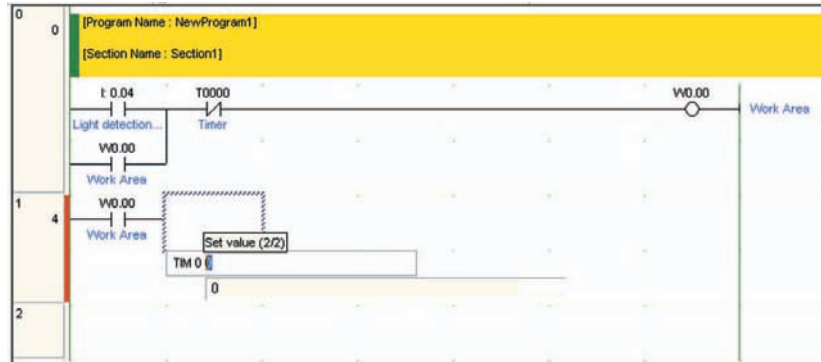 0
0
[Program Name : NewProgram1]
[Section Name : Section1]
I: 0.04 T0000 W0.00
Light detection... Timer Work Area
W0.00
Work Area
1
4
W0.00
Work Area
Set value (2/2)
TIM 0 0
0
2